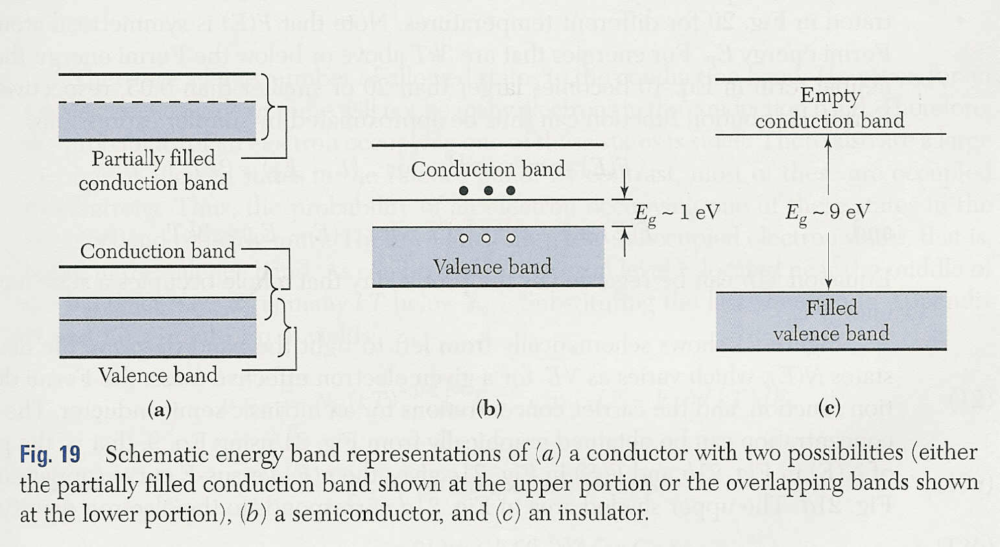 Partially filled
conduction band
Conduction band
Valence band
(a)
Conduction band
E_g ~ 1 eV
Valence band
(b)
Empty
conduction band
E_g ~ 9 eV
Filled
valence band
(c)
Fig. 19 Schematic energy band representations of (a) a conductor with two possibilities (either
the partially filled conduction band shown at the upper portion or the overlapping bands shown
at the lower portion), (b) a semiconductor, and (c) an insulator.